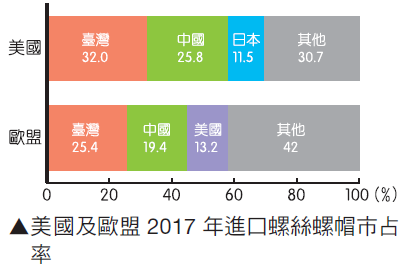 美國
臺灣 中國 日本 其他
32.0 25.8 11.5 30.7
歐盟
臺灣 中國 美國 其他
25.4 19.4 13.2 42
0 20 40 60 80 100 (%)
▲美國及歐盟 2017 年進口螺絲螺帽市占
率